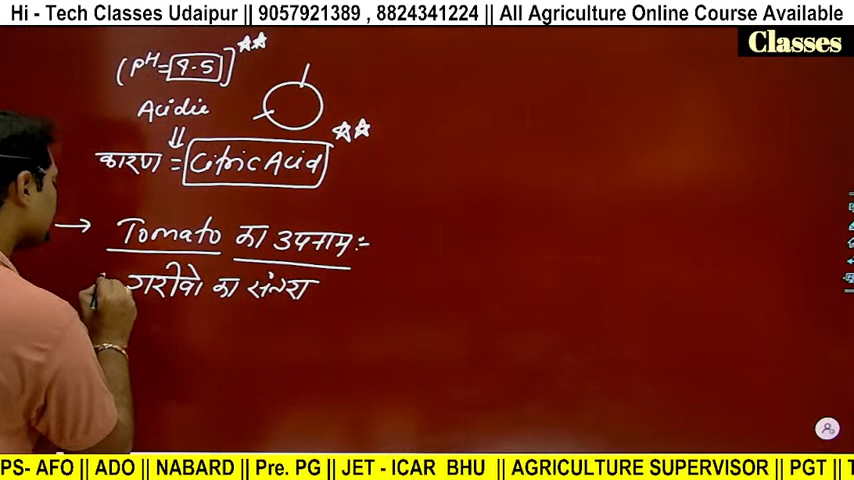 Hi - Tech Classes Udaipur || 9057921389 , 8824341224 || All Agriculture Online Course Available
Classes
(pH = 4.5)
Acidic
कारण = Citric Acid
→ Tomato का उपनाम :-
गरीबो का संतरा
PS- AFO || ADO || NABARD || Pre. PG || JET - ICAR BHU || AGRICULTURE SUPERVISOR || PGT || T